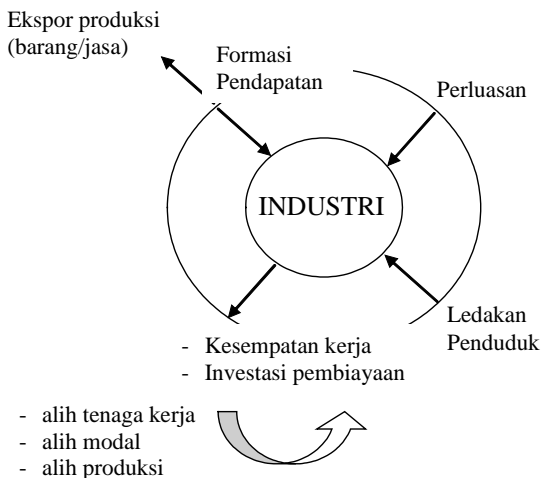 Ekspor produksi
(barang/jasa)
Formasi
Pendapatan
Perluasan
INDUSTRI
Ledakan
Penduduk
- Kesempatan kerja
- Investasi pembiayaan
- alih tenaga kerja
- alih modal
- alih produksi